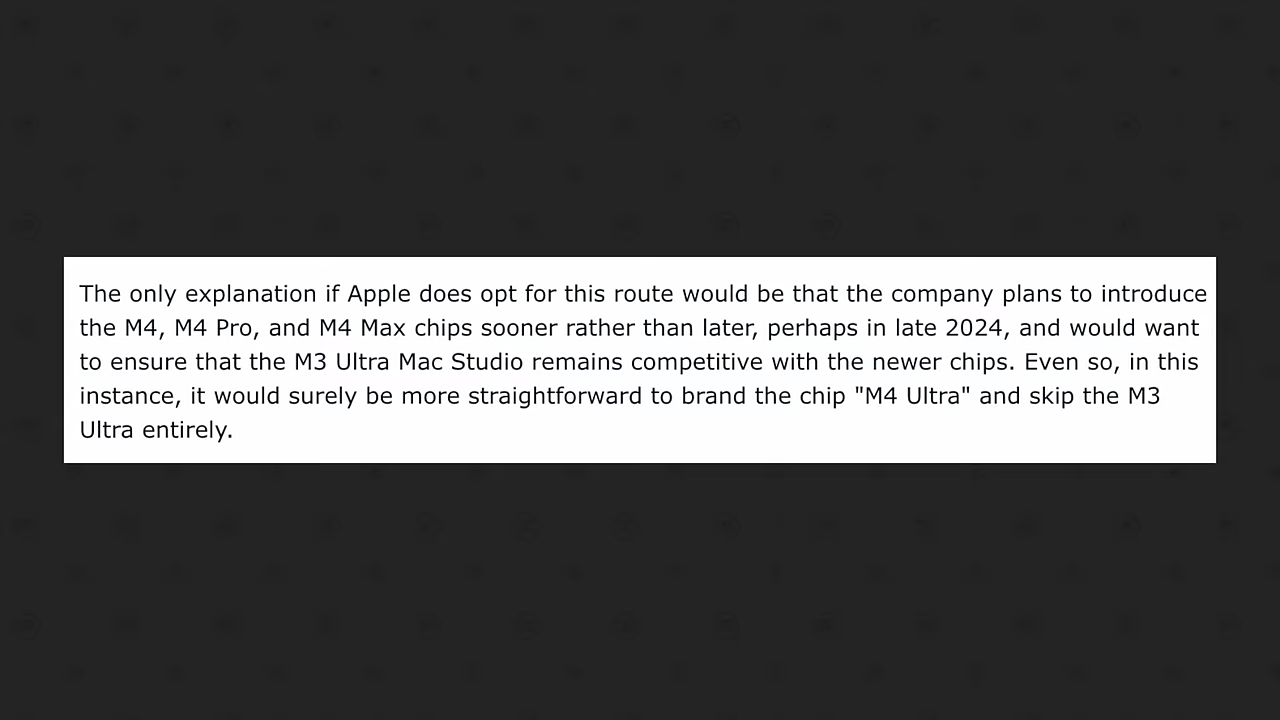 The only explanation if Apple does opt for this route would be that the company plans to introduce
the M4, M4 Pro, and M4 Max chips sooner rather than later, perhaps in late 2024, and would want
to ensure that the M3 Ultra Mac Studio remains competitive with the newer chips. Even so, in this
instance, it would surely be more straightforward to brand the chip "M4 Ultra" and skip the M3
Ultra entirely.